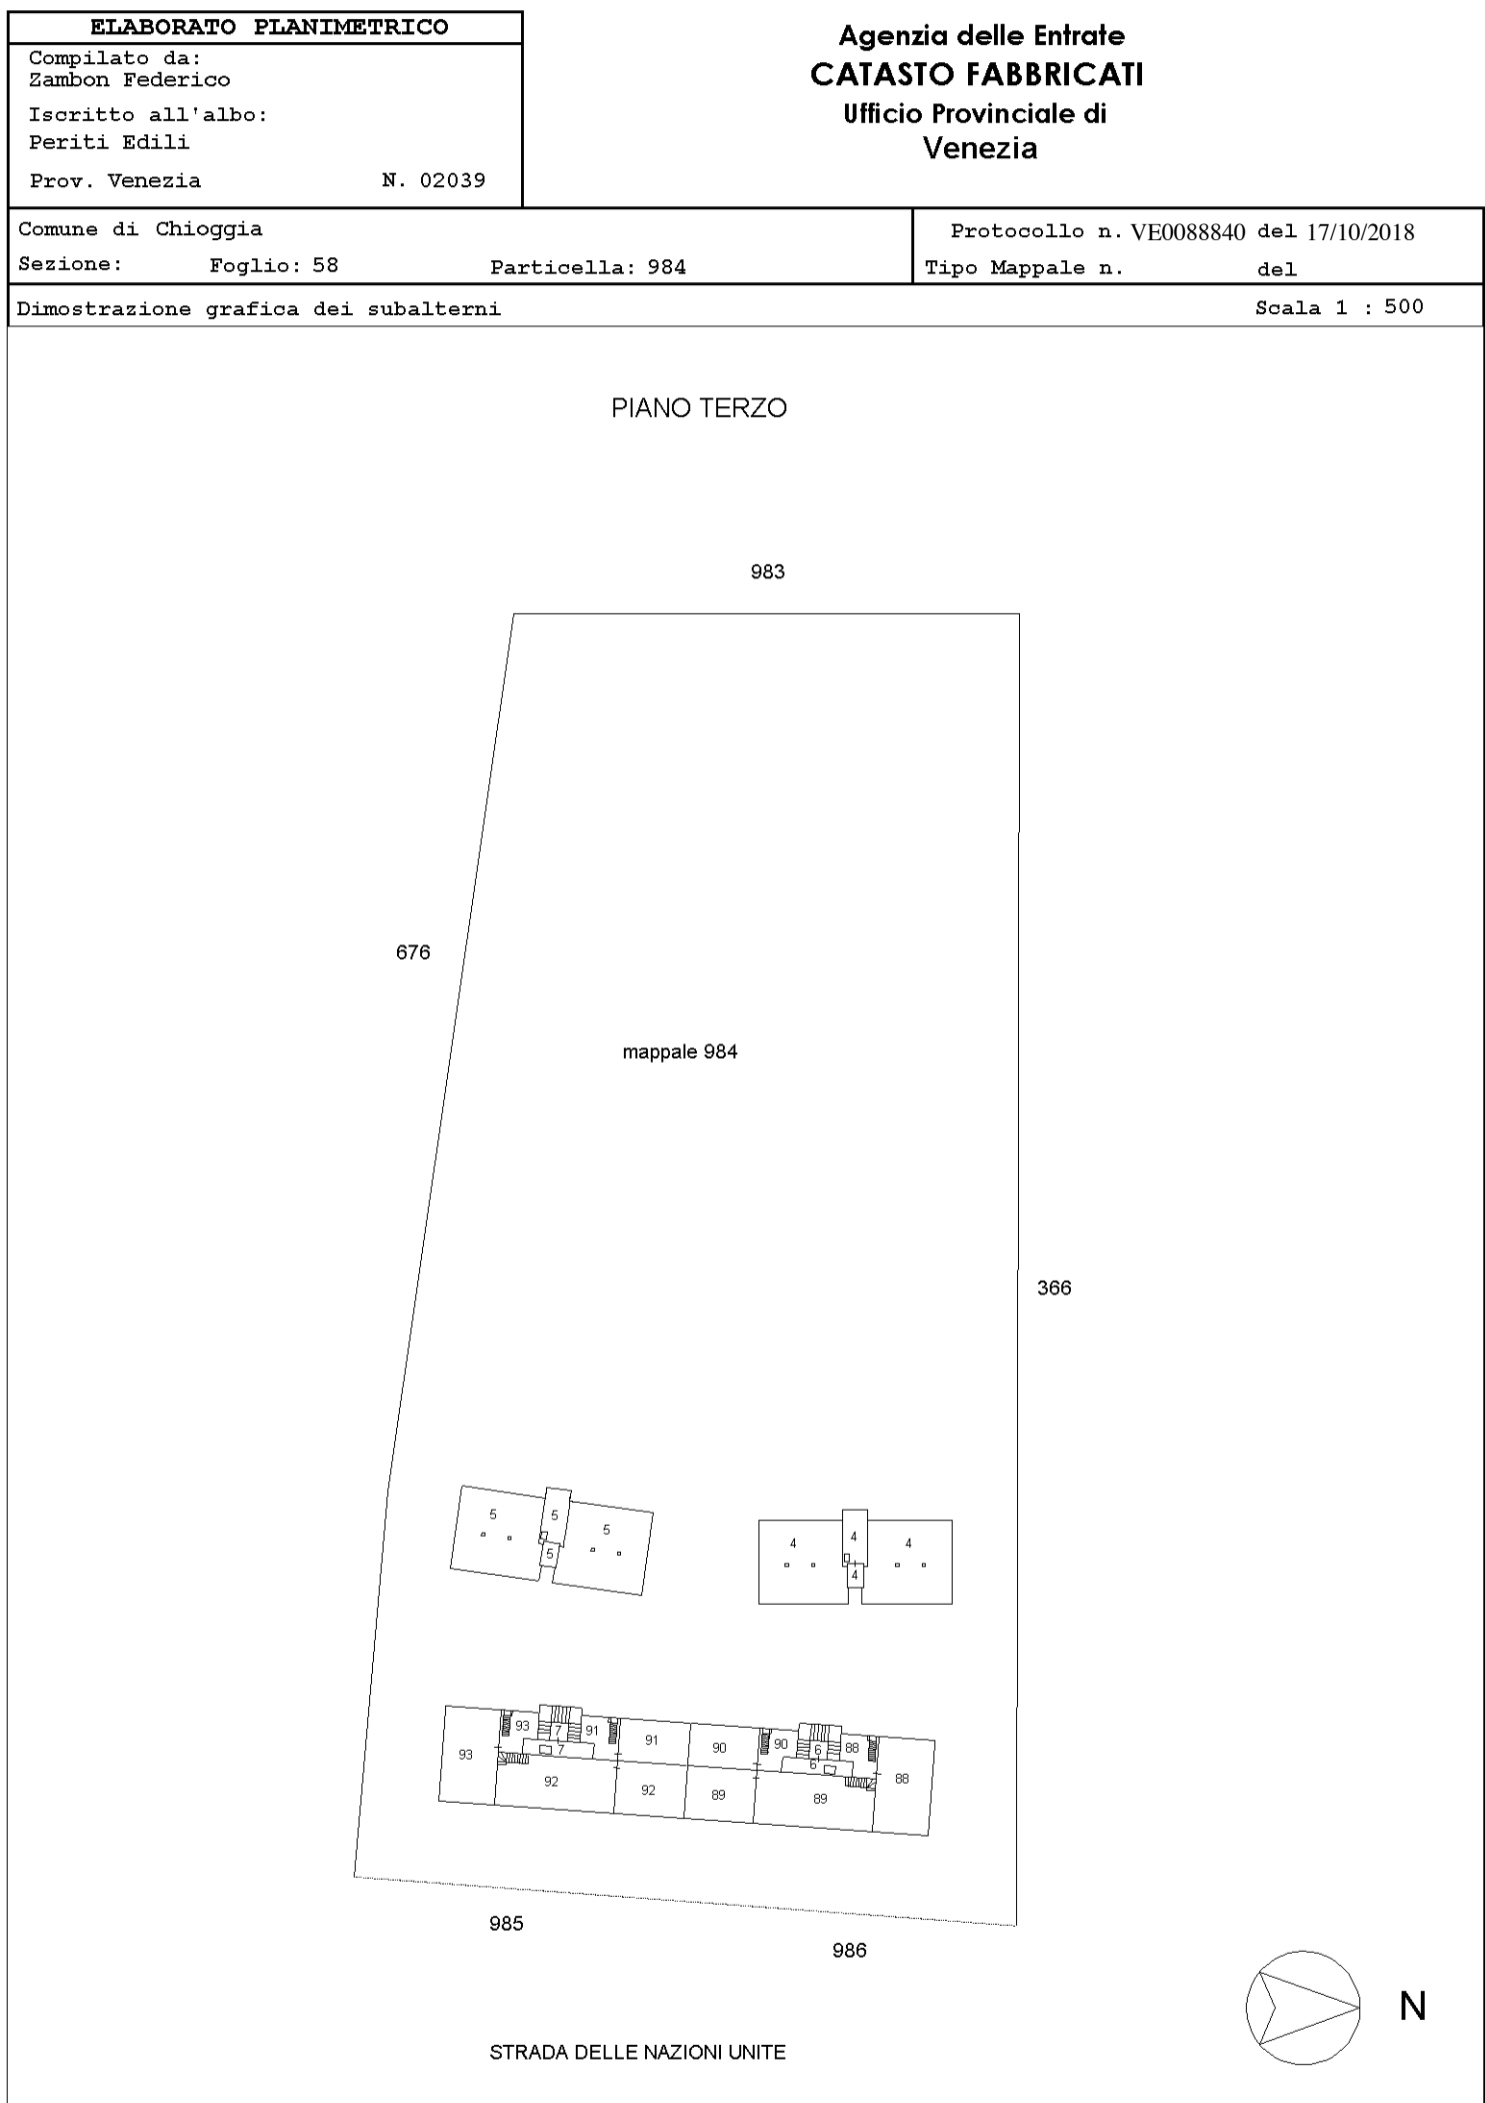 ELABORATO PLANIMETRICO
Compilato da:
Zambon Federico
Iscritto all'albo:
Periti Edili
Prov. Venezia N. 02039
Agenzia delle Entrate
CATASTO FABBRICATI
Ufficio Provinciale di
Venezia
Comune di Chioggia
Sezione: Foglio: 58 Particella: 984
Protocollo n. VE0088840 del 17/10/2018
Tipo Mappale n. del
Dimostrazione grafica dei subalterni Scala 1 : 500
PIANO TERZO
983
676
mappale 984
366
5 5 5
5
4 4 4
4
93 7 91 91 90 90 6 88
93 7 6 88
92 92 89 89
985
986
N
STRADA DELLE NAZIONI UNITE